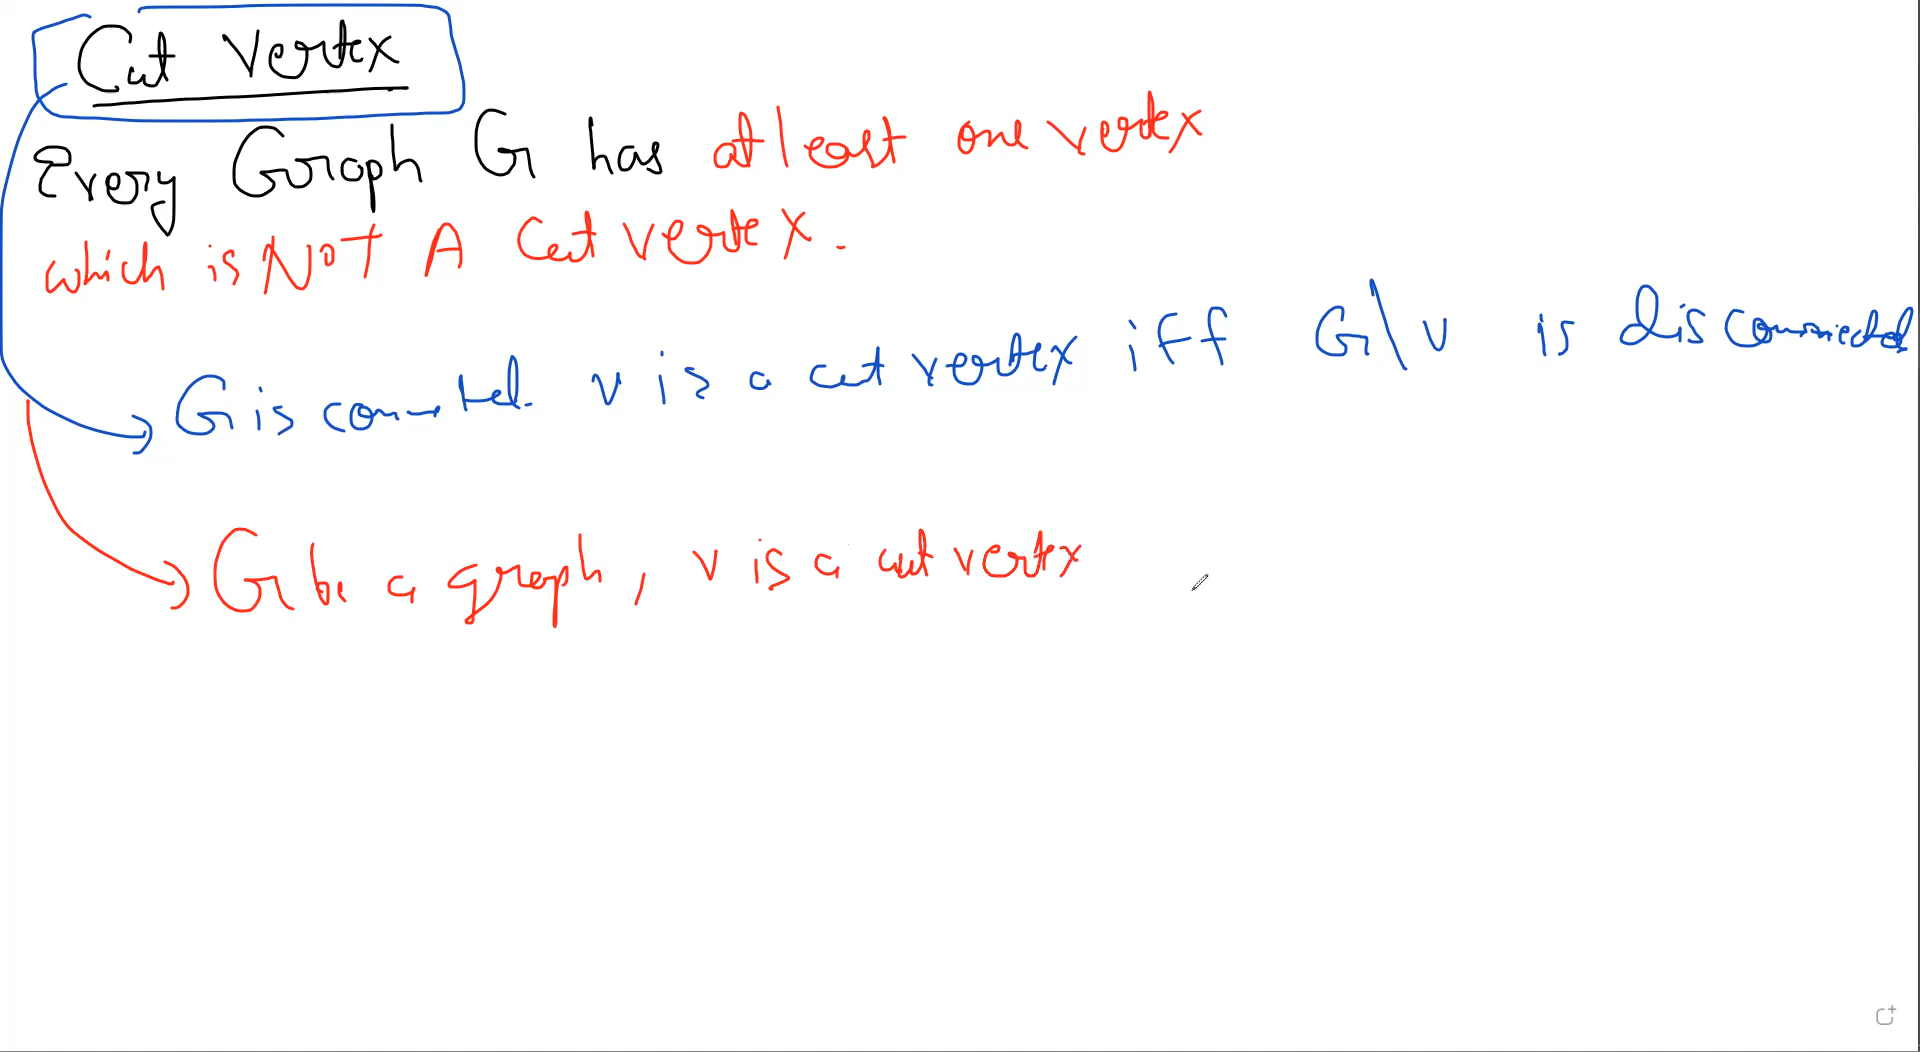 Cut Vertex
Every Graph G has atleast one vertex
which is NOT A Cut VERTEX.
G is connected. v is a cut vertex iff G\v is disconnected
G be a graph, v is a cut vertex